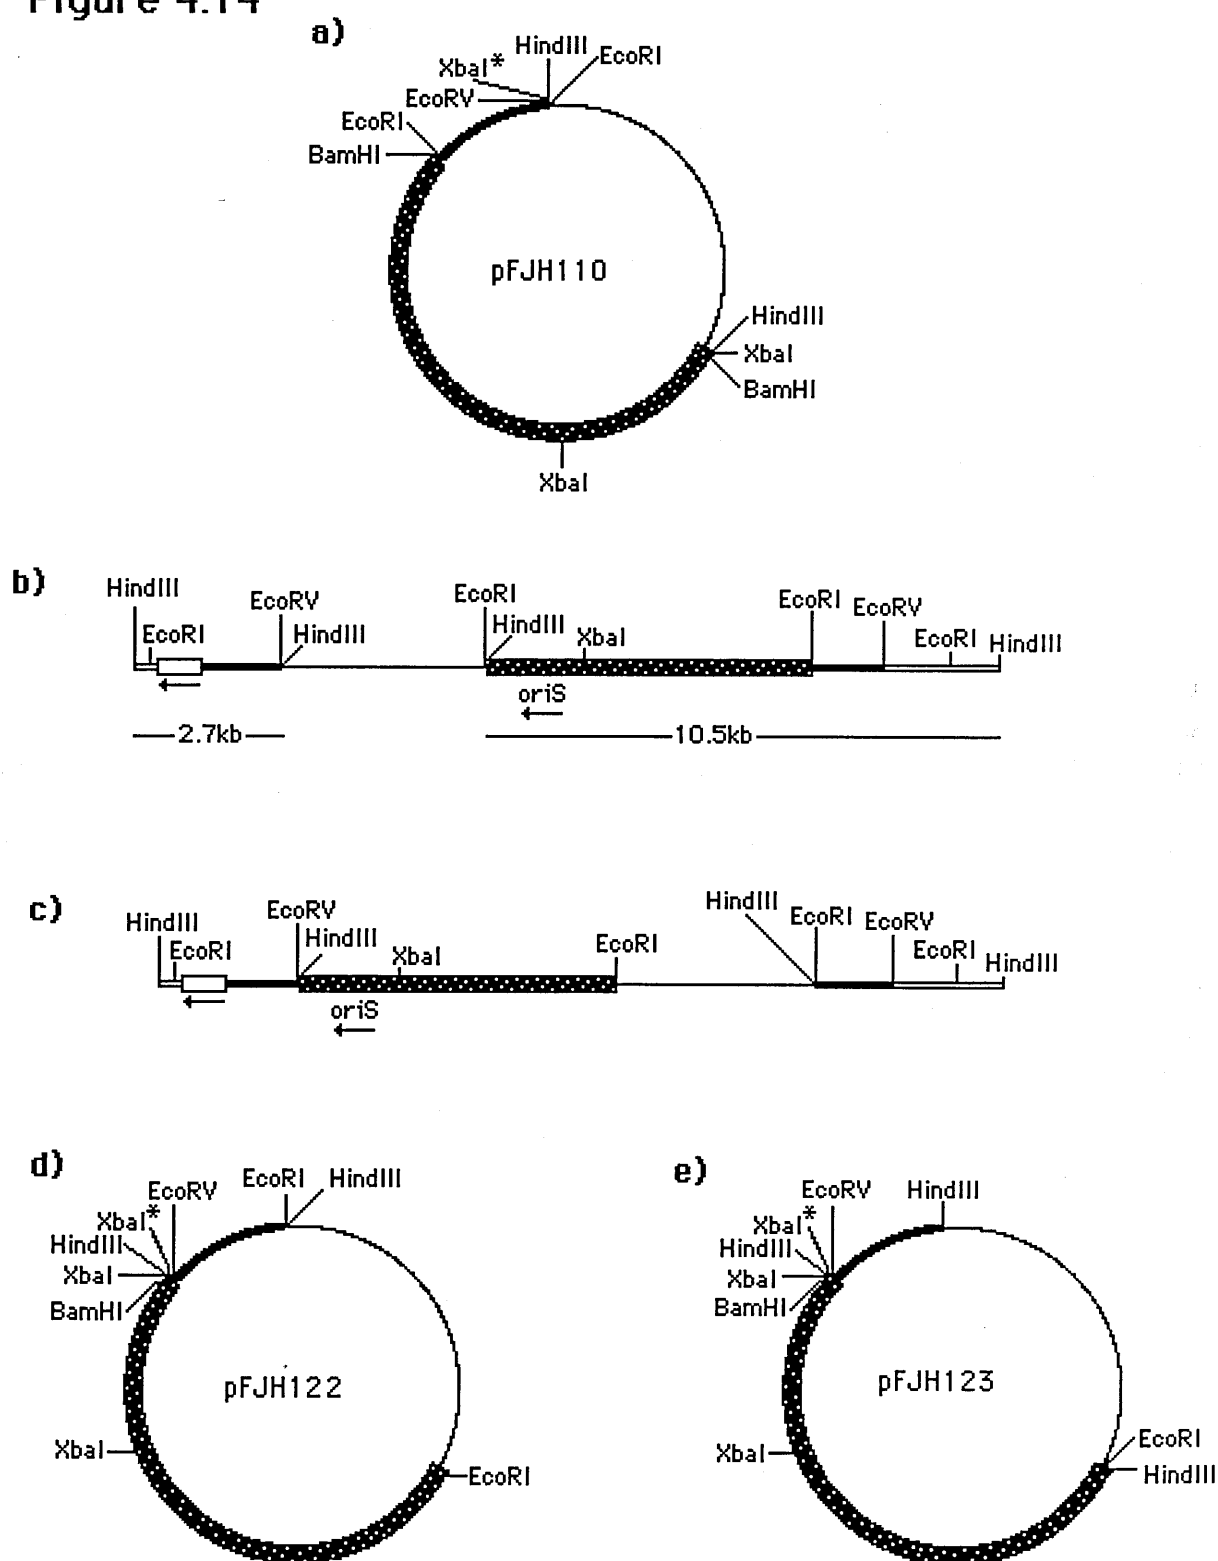 Figure 4.14
a)
HindIII
EcoRI
XbaI*
EcoRV
EcoRI
BamHI
pFJH110
HindIII
XbaI
BamHI
XbaI
b)
HindIII
EcoRI
EcoRV
HindIII
EcoRI
HindIII
XbaI
EcoRI
EcoRV
EcoRI
HindIII
oriS
2.7kb
10.5kb
c)
HindIII
EcoRI
EcoRV
HindIII
XbaI
EcoRI
HindIII
EcoRI
EcoRV
EcoRI
HindIII
oriS
d)
EcoRI
HindIII
EcoRV
XbaI*
HindIII
XbaI
BamHI
pFJH122
XbaI
EcoRI
e)
EcoRV
HindIII
XbaI*
HindIII
XbaI
BamHI
pFJH123
XbaI
EcoRI
HindIII